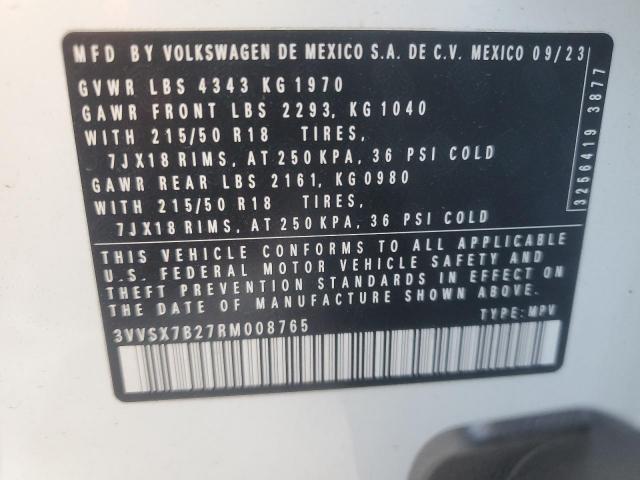 MFD BY VOLKSWAGEN DE MEXICO S.A. DE C.V. MEXICO 09/23
GVWR LBS 4343 KG 1970
GAWR FRONT LBS 2293, KG 1040
WITH 215/50 R18 TIRES,
7JX18 RIMS, AT 250 KPA, 36 PSI COLD
GAWR REAR LBS 2161, KG 0980
WITH 215/50 R18 TIRES,
7JX18 RIMS, AT 250 KPA, 36 PSI COLD
THIS VEHICLE CONFORMS TO ALL APPLICABLE
U.S. FEDERAL MOTOR VEHICLE SAFETY AND
THEFT PREVENTION STANDARDS IN EFFECT ON
THE DATE OF MANUFACTURE SHOWN ABOVE.
3VVSX7B27RM008765 TYPE: MPV
3256419 3877